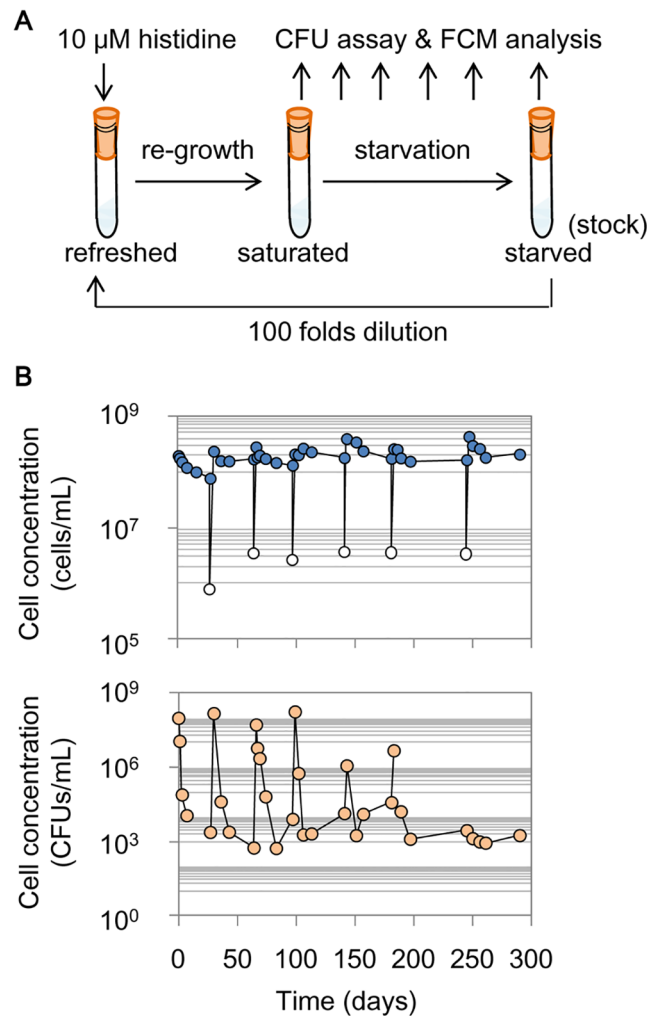 A
10 µM histidine
CFU assay & FCM analysis
re-growth
starvation
(stock)
refreshed
saturated
starved
100 folds dilution
B
Cell concentration
(cells/mL)
10⁹
10⁷
10⁵
Cell concentration
(CFUs/mL)
10⁹
10⁶
10³
10⁰
0 50 100 150 200 250 300
Time (days)